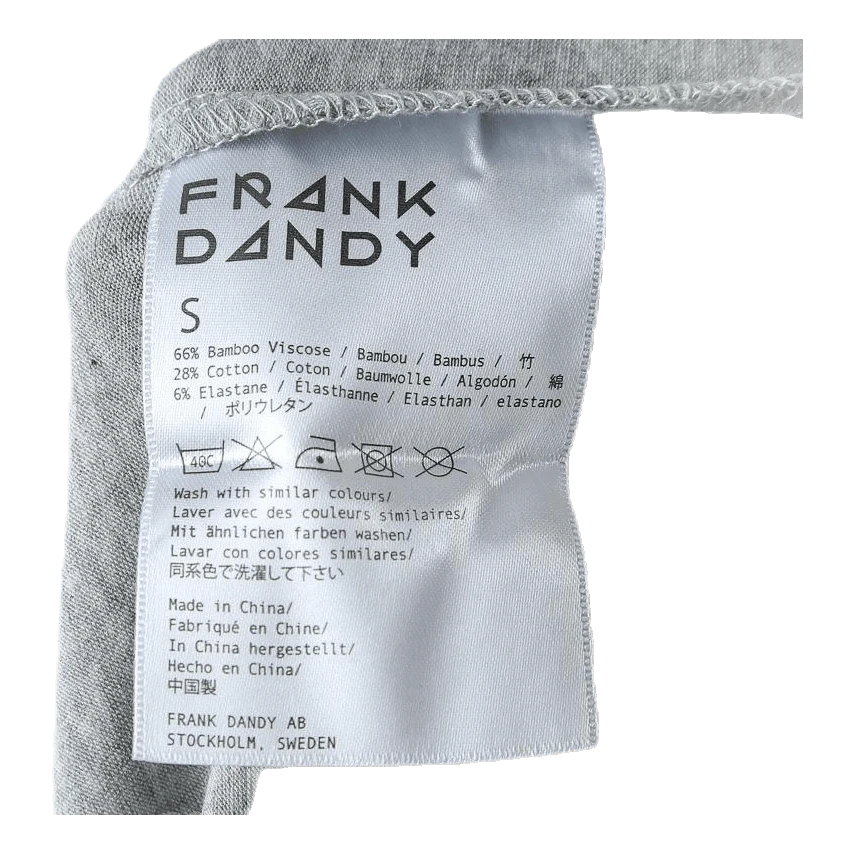 FRANK
DANDY
S
66% Bamboo Viscose / Bambou / Bambus / 竹
28% Cotton / Coton / Baumwolle / Algodón / 綿
6% Elastane / Élasthanne / Elasthan / elastano
/ ポリウレタン
40C
Wash with similar colours/
Laver avec des couleurs similaires/
Mit ähnlichen farben washen/
Lavar con colores similares/
同系色で洗濯して下さい
Made in China/
Fabriqué en Chine/
In China hergestellt/
Hecho en China/
中国製
FRANK DANDY AB
STOCKHOLM, SWEDEN